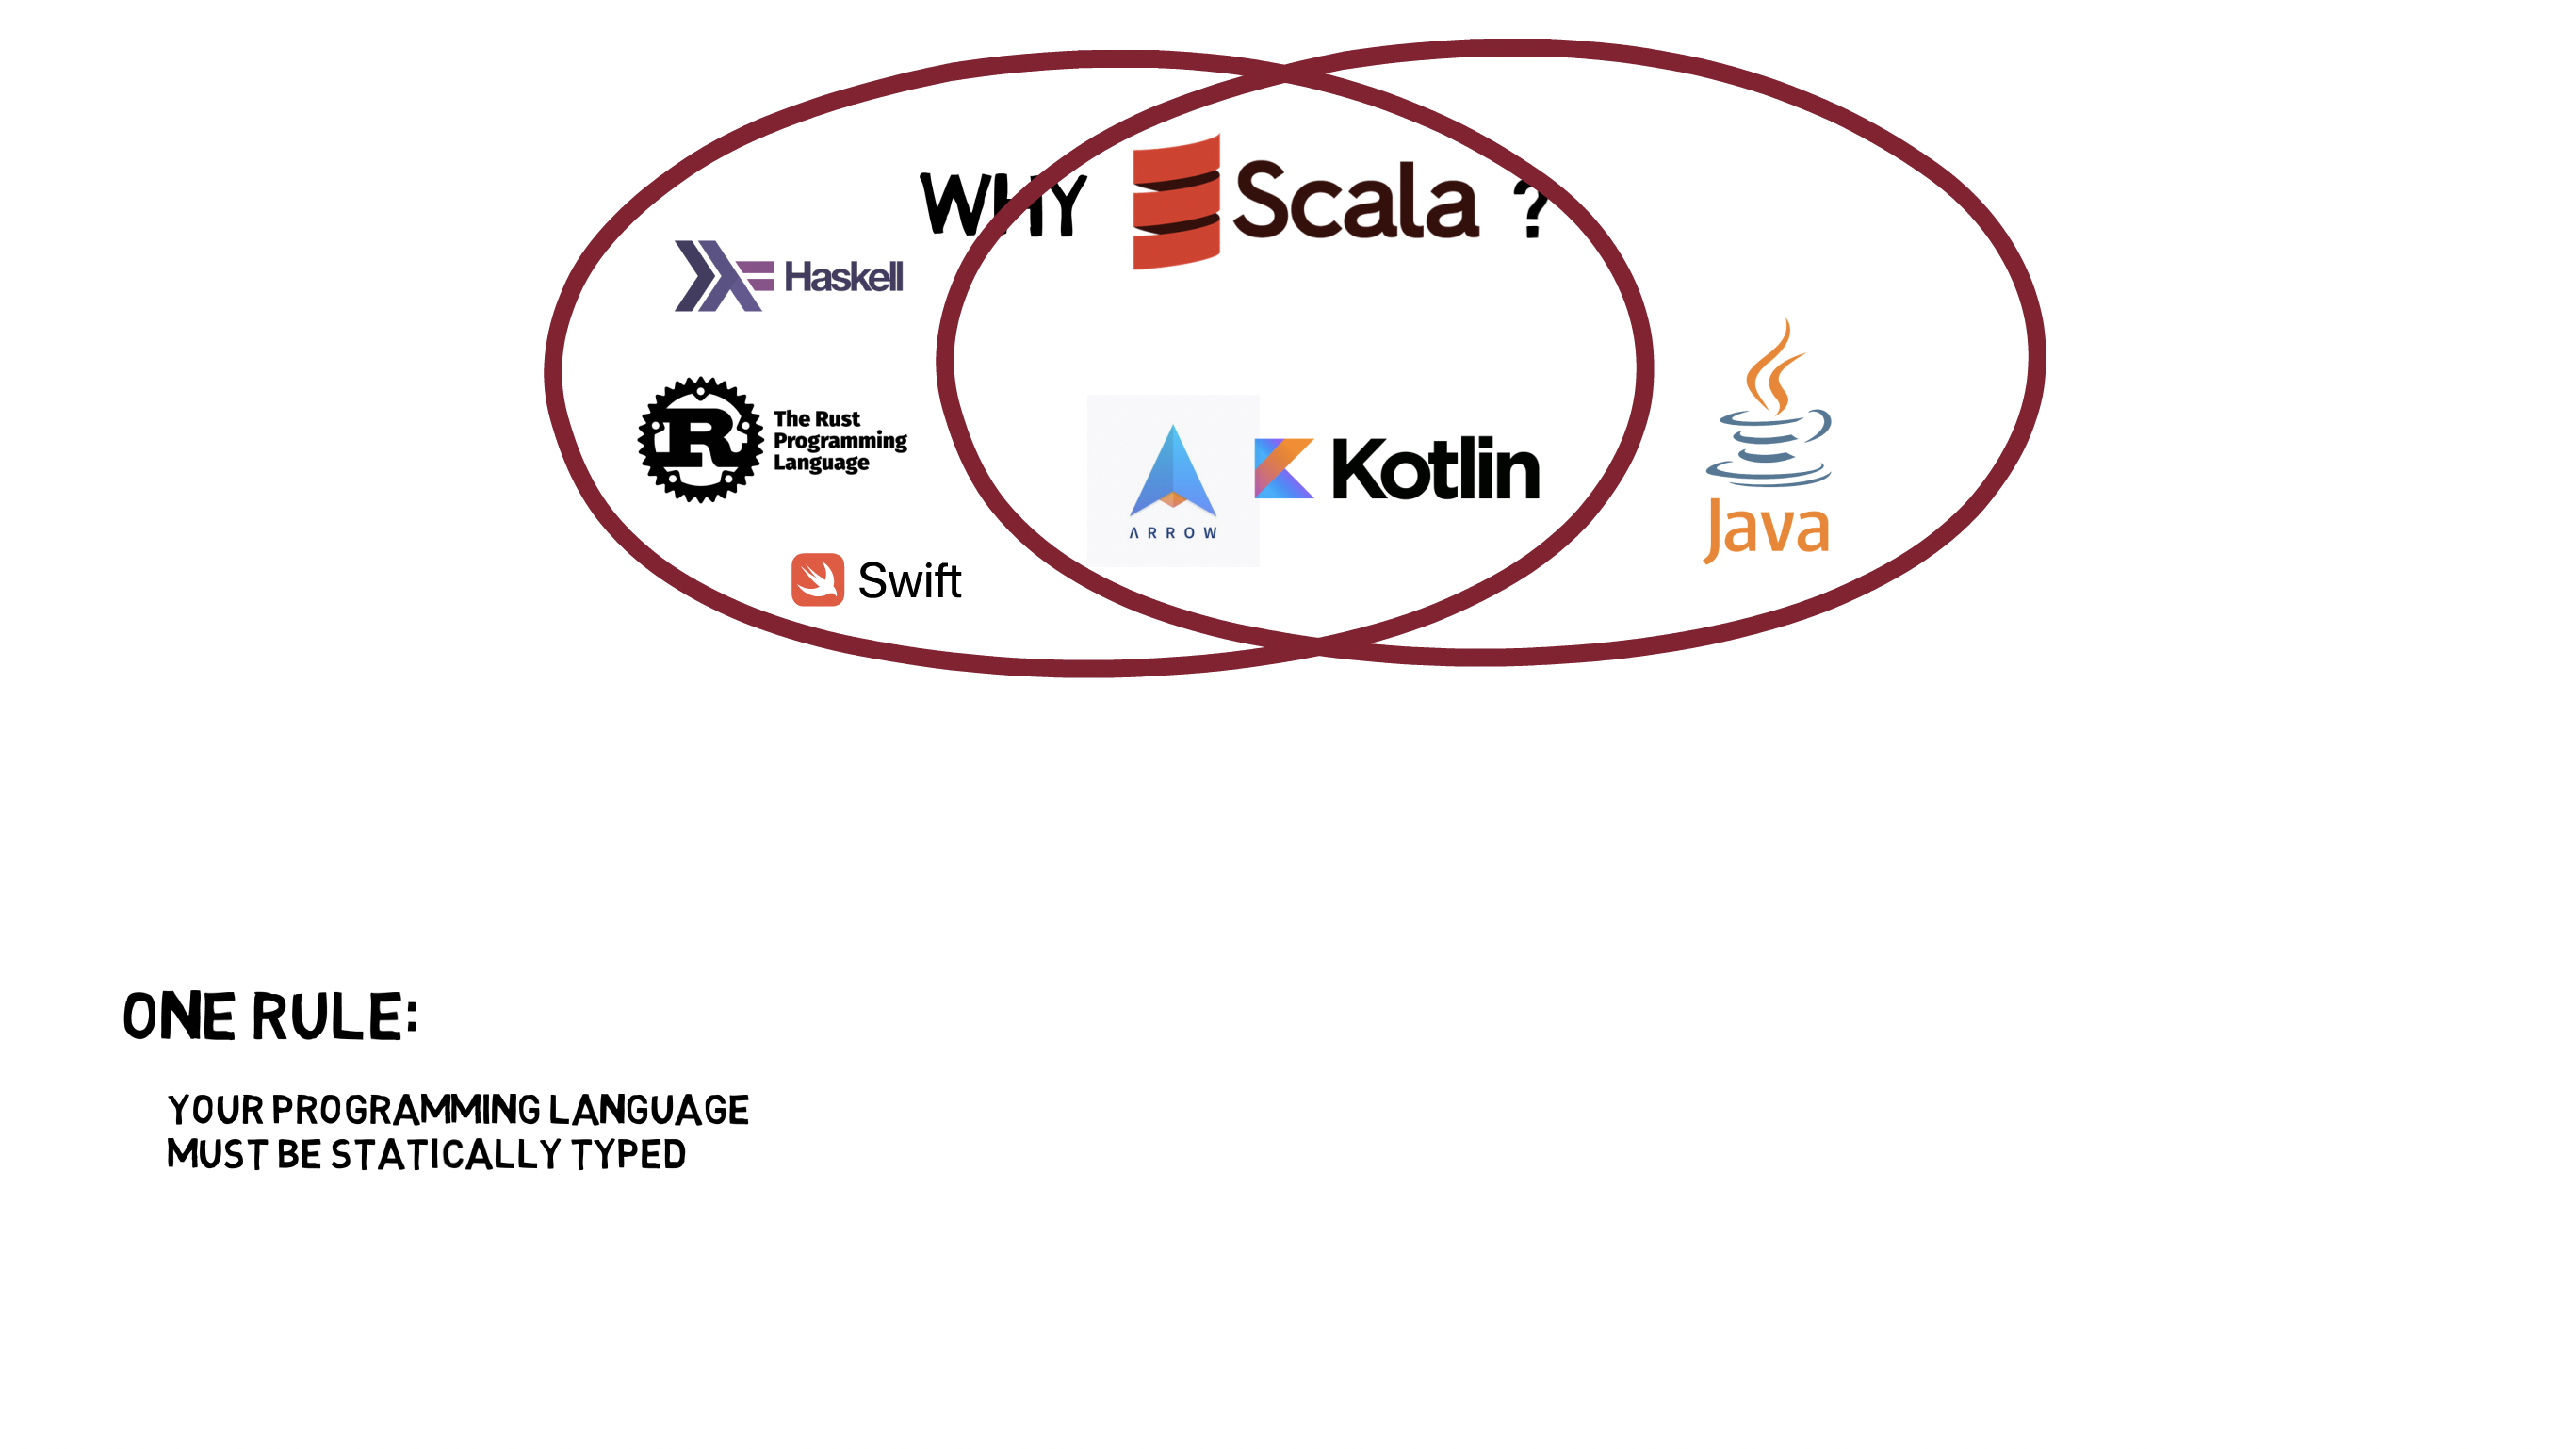 WHY Scala ?
Haskell
The Rust
Programming
Language
Kotlin
ARROW
Swift
Java
ONE RULE:
YOUR PROGRAMMING LANGUAGE
MUST BE STATICALLY TYPED